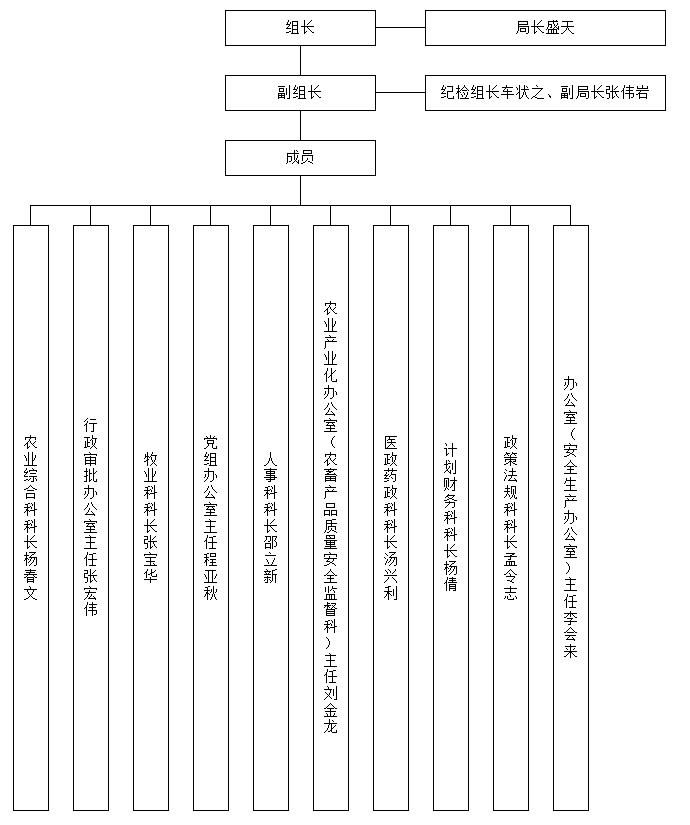 组长
局长盛天
副组长
纪检组长车状之、副局长张伟岩
成员
农业综合科科长杨春文
行政审批办公室主任张宏伟
牧业科科长张宝华
党组办公室主任程亚秋
人事科科长邵立新
农业产业化办公室（农畜产品质量安全监督科）主任刘金龙
医政药政科科长汤兴利
计划财务科科长杨倩
政策法规科科长孟令志
办公室（安全生产办公室）主任李会来